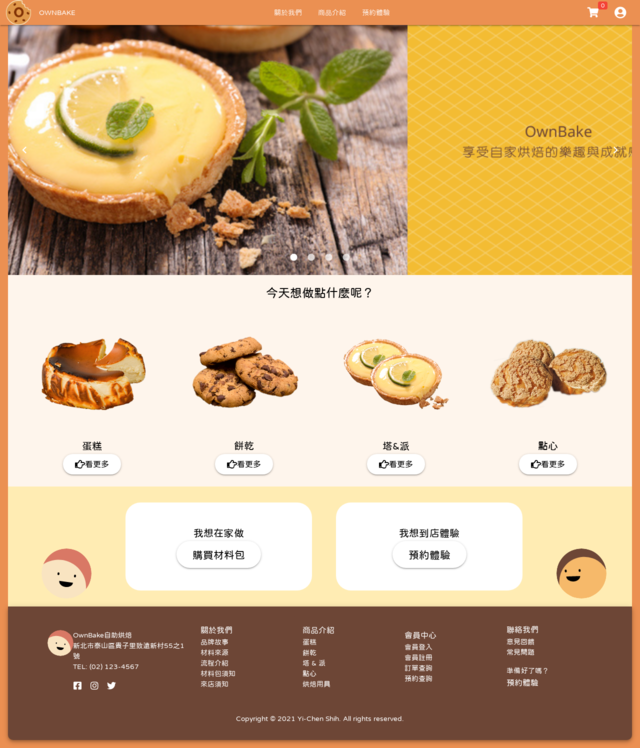 OWNBAKE
關於我們 商品介紹 預約體驗
0
OwnBake
享受自家烘焙的樂趣與成就
今天想做點什麼呢？
蛋糕 餅乾 塔&派 點心
看更多 看更多 看更多 看更多
我想在家做 我想到店體驗
購買材料包 預約體驗
OwnBake自助烘焙
新北市泰山區貴子里致遠新村55之1
號
TEL: (02) 123-4567
關於我們
品牌故事
材料來源
流程介紹
材料包須知
來店須知
商品介紹
蛋糕
餅乾
塔 & 派
點心
烘焙用具
會員中心
會員登入
會員註冊
訂單查詢
預約查詢
聯絡我們
意見回饋
常見問題
準備好了嗎？
預約體驗
Copyright © 2021 Yi-Chen Shih. All rights reserved.